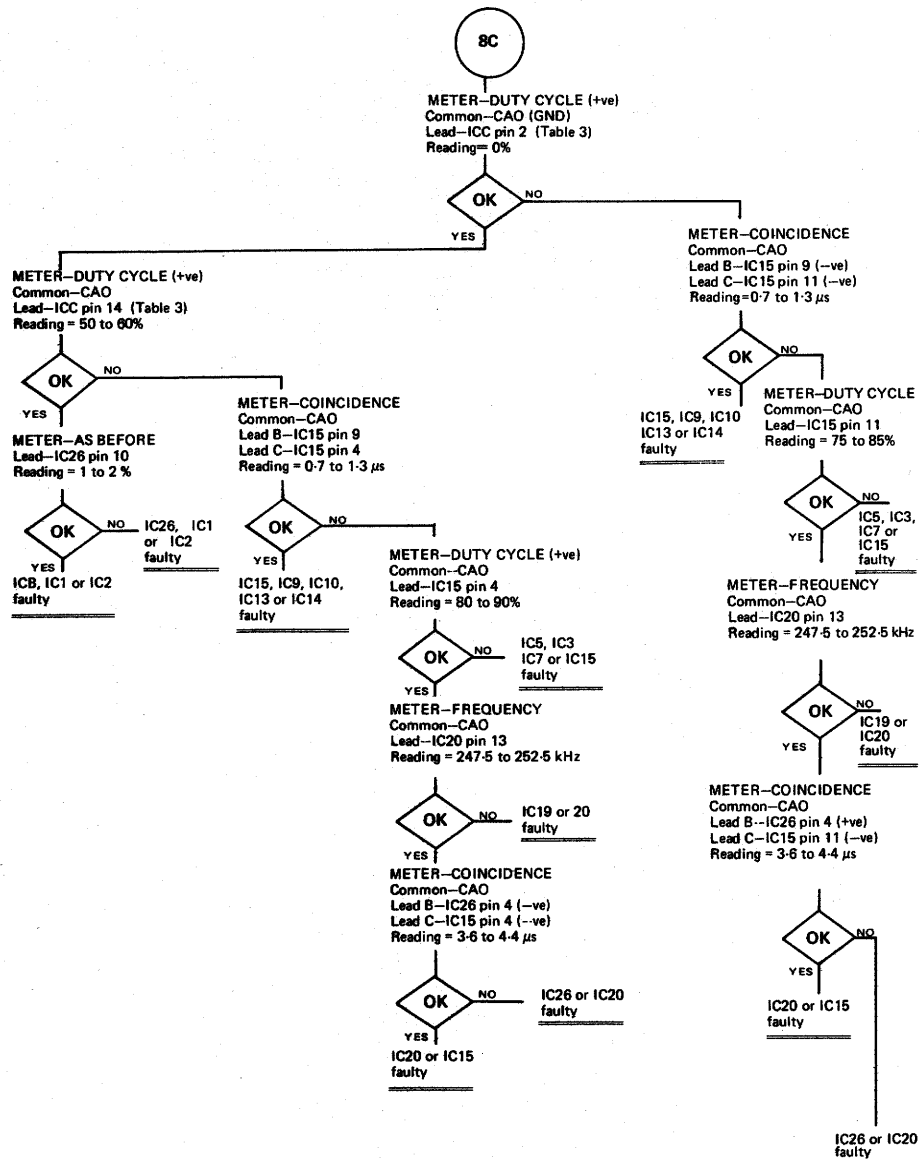 8C
METER–DUTY CYCLE (+ve)
Common–CAO (GND)
Lead–ICC pin 2 (Table 3)
Reading= 0%
OK
NO
YES
METER–DUTY CYCLE (+ve)
Common–CAO
Lead–ICC pin 14 (Table 3)
Reading = 50 to 60%
OK
NO
YES
METER–AS BEFORE
Lead–IC26 pin 10
Reading = 1 to 2 %
OK
NO
IC26, IC1
or IC2
faulty
YES
ICB, IC1 or IC2
faulty
METER–COINCIDENCE
Common–CAO
Lead B–IC15 pin 9
Lead C–IC15 pin 4
Reading = 0·7 to 1·3 µs
OK
NO
YES
IC15, IC9, IC10,
IC13 or IC14
faulty
METER–DUTY CYCLE (+ve)
Common–CAO
Lead–IC15 pin 4
Reading = 80 to 90%
OK
NO
IC5, IC3
IC7 or IC15
faulty
YES
METER–FREQUENCY
Common–CAO
Lead–IC20 pin 13
Reading = 247·5 to 252·5 kHz
OK
NO
IC19 or 20
faulty
YES
METER–COINCIDENCE
Common–CAO
Lead B–IC26 pin 4 (–ve)
Lead C–IC15 pin 4 (–ve)
Reading = 3·6 to 4·4 µs
OK
NO
IC26 or IC20
faulty
YES
IC20 or IC15
faulty
METER–COINCIDENCE
Common–CAO
Lead B–IC15 pin 9 (–ve)
Lead C–IC15 pin 11 (–ve)
Reading=0·7 to 1·3 µs
OK
NO
YES
IC15, IC9, IC10
IC13 or IC14
faulty
METER–DUTY CYCLE
Common–CAO
Lead–IC15 pin 11
Reading = 75 to 85%
OK
NO
IC5, IC3,
IC7 or
IC15
faulty
YES
METER–FREQUENCY
Common–CAO
Lead–IC20 pin 13
Reading = 247·5 to 252·5 kHz
OK
NO
IC19 or
IC20
faulty
YES
METER–COINCIDENCE
Common–CAO
Lead B–IC26 pin 4 (+ve)
Lead C–IC15 pin 11 (–ve)
Reading = 3·6 to 4·4 µs
OK
NO
YES
IC20 or IC15
faulty
IC26 or IC20
faulty